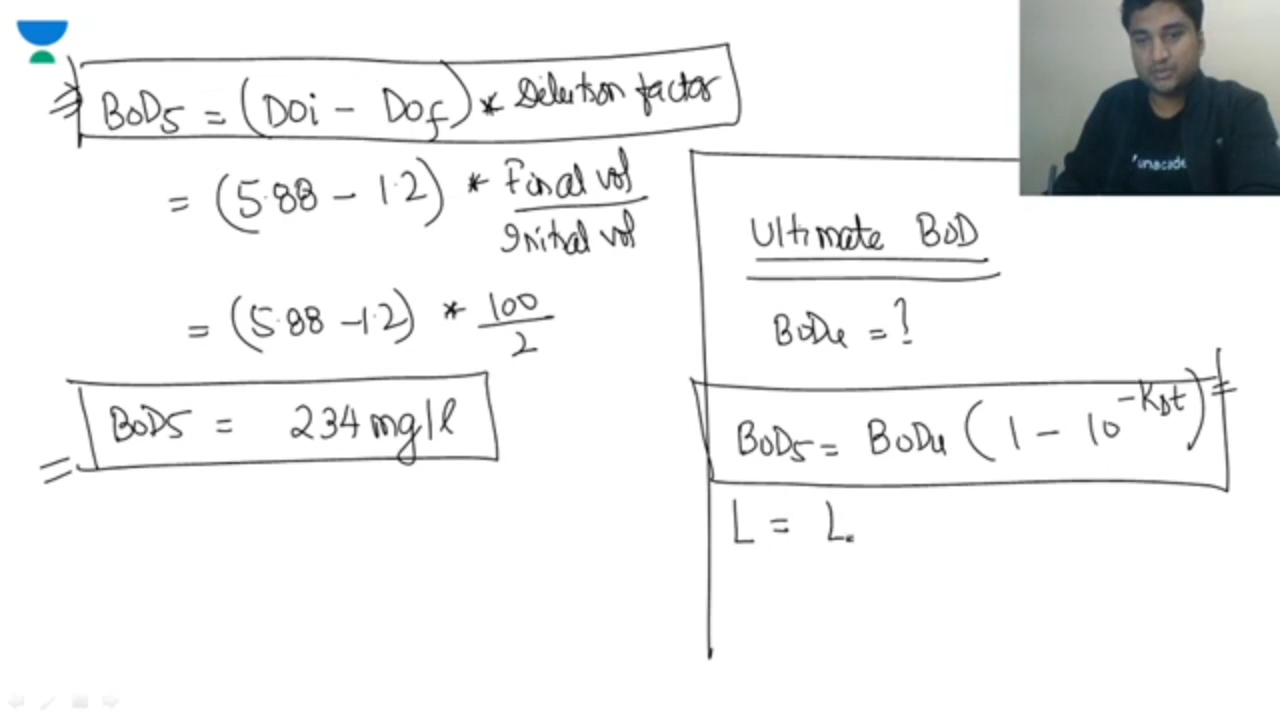 BOD5 = (DOi - DOf) * Dilution factor
= (5.88 - 1.2) * Final vol / Initial vol
= (5.88 - 1.2) * 100 / 2
BOD5 = 234 mg/l
unacade
Ultimate BOD
BODu = ?
BOD5 = BODu (1 - 10^-KDt)
L = L.